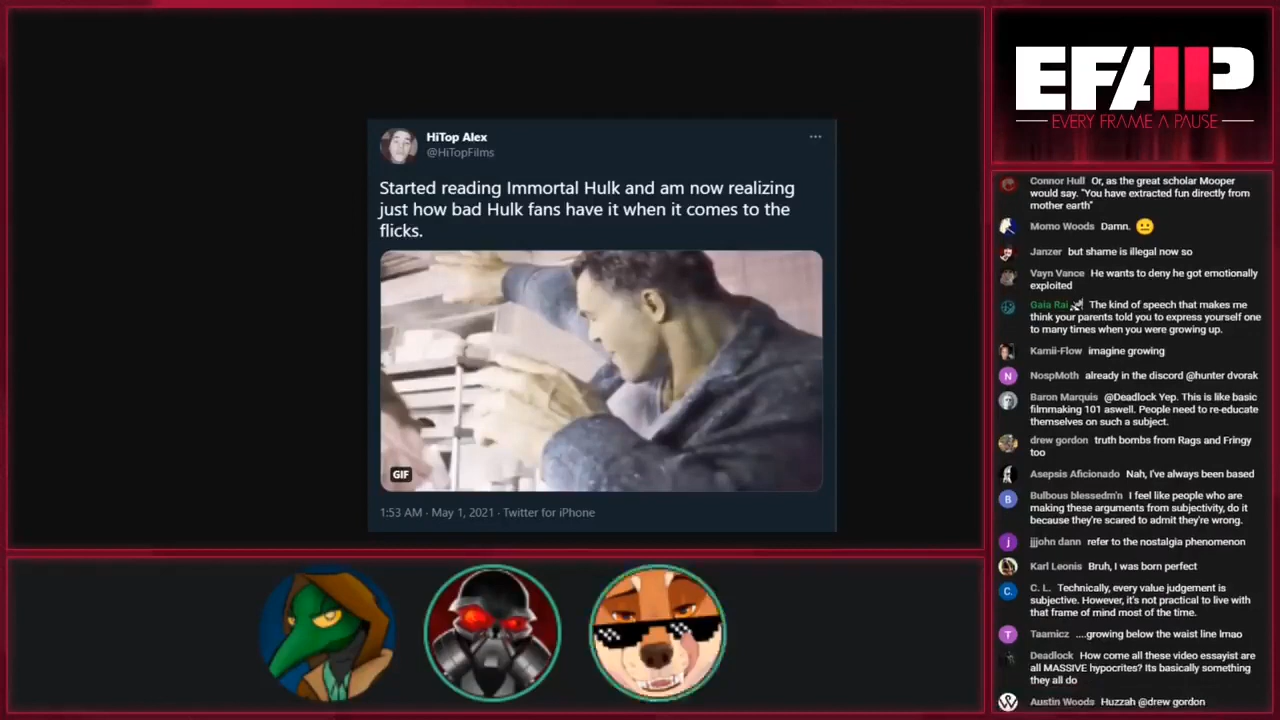 HiTop Alex
@HiTopFilms
Started reading Immortal Hulk and am now realizing
just how bad Hulk fans have it when it comes to the
flicks.
GIF
1:53 AM · May 1, 2021 · Twitter for iPhone
EFAP
EVERY FRAME A PAUSE
Connor Hull Or, as the great scholar Mooper
would say. "You have extracted fun directly from
mother earth"
Momo Woods Damn. 😐
Janzer but shame is illegal now so
Vayn Vance He wants to deny he got emotionally
exploited
Gaia Rai The kind of speech that makes me
think your parents told you to express yourself one
to many times when you were growing up.
Kamii-Flow imagine growing
N
NospMoth already in the discord @hunter dvorak
Baron Marquis @Deadlock Yep. This is like basic
filmmaking 101 aswell. People need to re-educate
themselves on such a subject.
drew gordon truth bombs from Rags and Fringy
too
Asepsis Aficionado Nah, I've always been based
B
Bulbous blessedm'n I feel like people who are
making these arguments from subjectivity, do it
because they're scared to admit they're wrong.
j
jjjohn dann refer to the nostalgia phenomenon
Karl Leonis Bruh, I was born perfect
C.
C. L. Technically, every value judgement is
subjective. However, it's not practical to live with
that frame of mind most of the time.
T
Taamicz ....growing below the waist line lmao
Deadlock How come all these video essayist are
all MASSIVE hypocrites? Its basically something
they all do
Austin Woods Huzzah @drew gordon